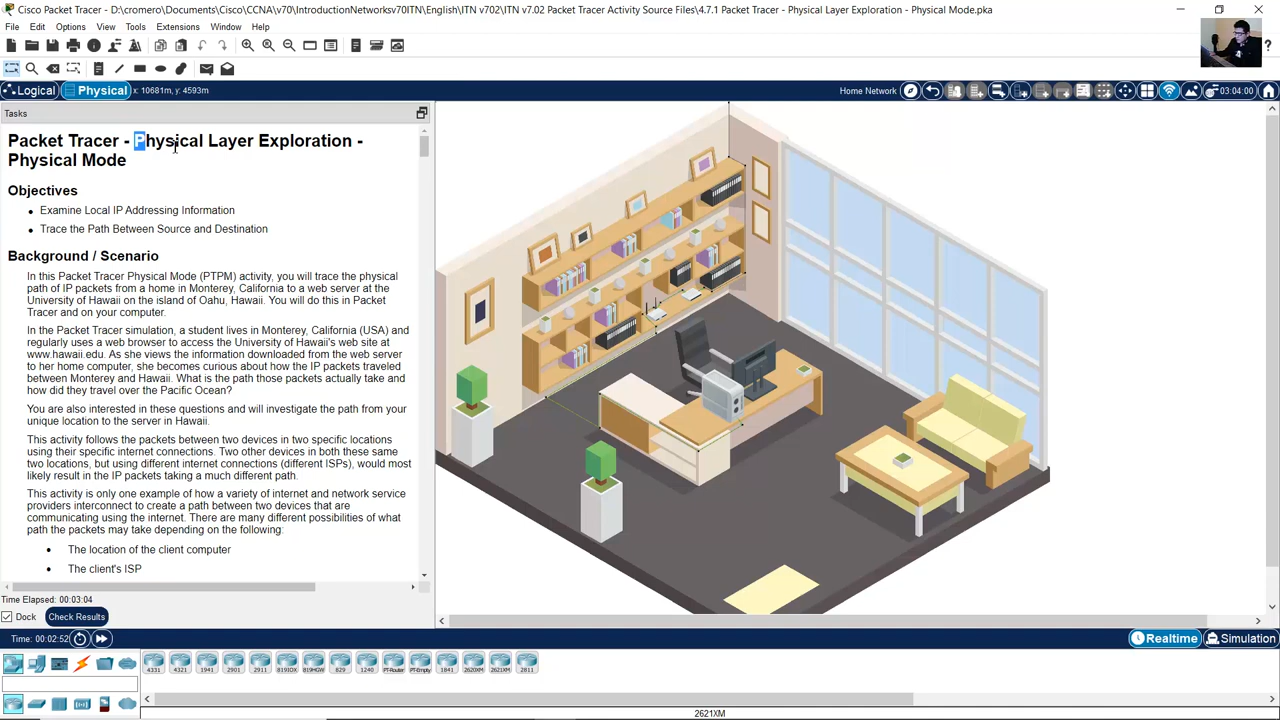 Cisco Packet Tracer - D:\cromero\Documents\Cisco\CCNA\v70\IntroductionNetworksv70ITN\English\ITN v702\ITN v7.02 Packet Tracer Activity Source Files\4.7.1 Packet Tracer - Physical Layer Exploration - Physical Mode.pka
File Edit Options View Tools Extensions Window Help
Logical Physical x: 10681m, y: 4593m Home Network 03:04:00
Tasks
Packet Tracer - Physical Layer Exploration -
Physical Mode
Objectives
• Examine Local IP Addressing Information
• Trace the Path Between Source and Destination
Background / Scenario
In this Packet Tracer Physical Mode (PTPM) activity, you will trace the physical
path of IP packets from a home in Monterey, California to a web server at the
University of Hawaii on the island of Oahu, Hawaii. You will do this in Packet
Tracer and on your computer.
In the Packet Tracer simulation, a student lives in Monterey, California (USA) and
regularly uses a web browser to access the University of Hawaii's web site at
www.hawaii.edu. As she views the information downloaded from the web server
to her home computer, she becomes curious about how the IP packets traveled
between Monterey and Hawaii. What is the path those packets actually take and
how did they travel over the Pacific Ocean?
You are also interested in these questions and will investigate the path from your
unique location to the server in Hawaii.
This activity follows the packets between two devices in two specific locations
using their specific internet connections. Two other devices in both these same
two locations, but using different internet connections (different ISPs), would most
likely result in the IP packets taking a much different path.
This activity is only one example of how a variety of internet and network service
providers interconnect to create a path between two devices that are
communicating using the internet. There are many different possibilities of what
path the packets may take depending on the following:
• The location of the client computer
• The client's ISP
Time Elapsed: 00:03:04
Dock Check Results
Time: 00:02:52 Realtime Simulation
4331 4321 1941 2901 2911 819IOX 819HGW 829 1240 PT-Router PT-Empty 1841 2620XM 2621XM 2811
2621XM